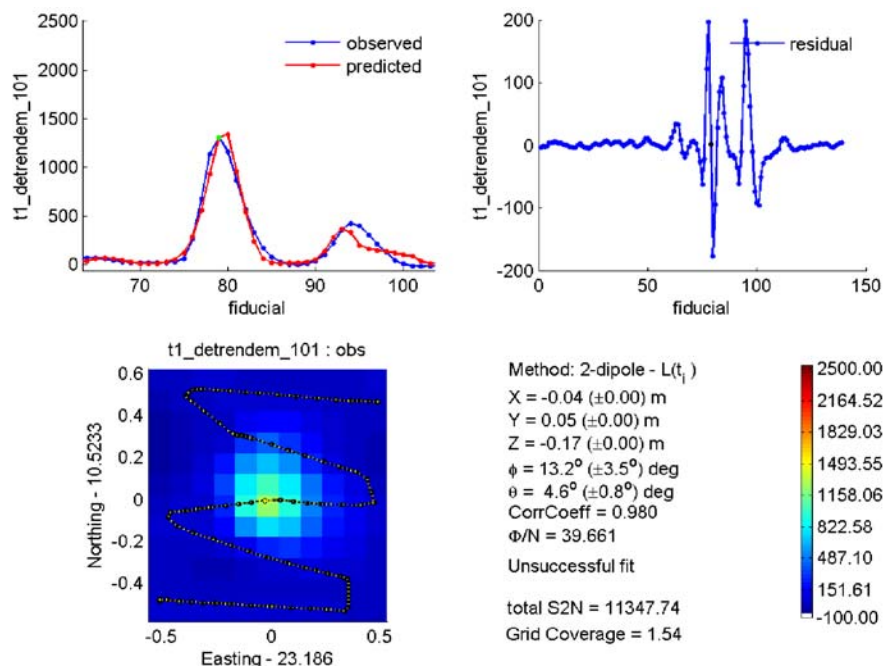 2500
2000
1500
1000
500
0
t1_detrendem_101
observed
predicted
70
80
90
100
fiducial
200
100
0
-100
-200
t1_detrendem_101
residual
0
50
100
150
fiducial
t1_detrendem_101 : obs
0.6
0.4
0.2
0
-0.2
-0.4
Northing - 10.5233
-0.5
0
0.5
Easting - 23.186
Method: 2-dipole - L(tᵢ)
X = -0.04 (±0.00) m
Y = 0.05 (±0.00) m
Z = -0.17 (±0.00) m
ϕ = 13.2° (±3.5°) deg
θ = 4.6° (±0.8°) deg
CorrCoeff = 0.980
Φ/N = 39.661
Unsuccessful fit
total S2N = 11347.74
Grid Coverage = 1.54
2500.00
2164.69
1829.03
1493.55
1158.06
822.58
487.10
151.61
-100.00